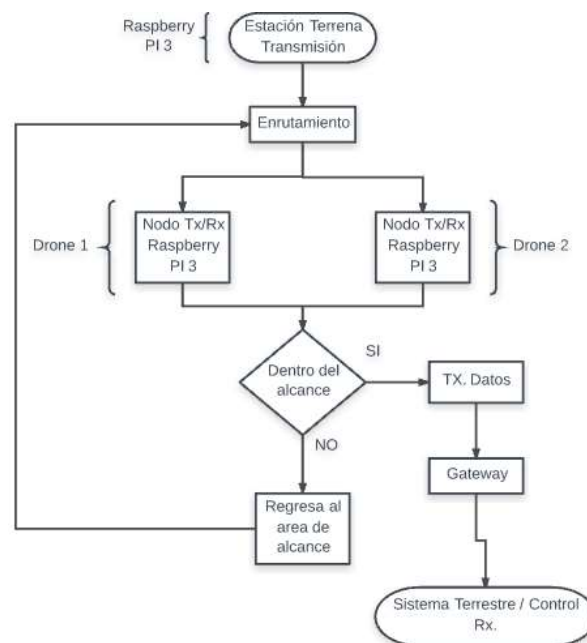 Raspberry
PI 3
Estación Terrena
Transmisión
Enrutamiento
Drone 1
Nodo Tx/Rx
Raspberry
PI 3
Nodo Tx/Rx
Raspberry
PI 3
Drone 2
Dentro del
alcance
SI
TX. Datos
NO
Gateway
Regresa al
area de
alcance
Sistema Terrestre / Control
Rx.